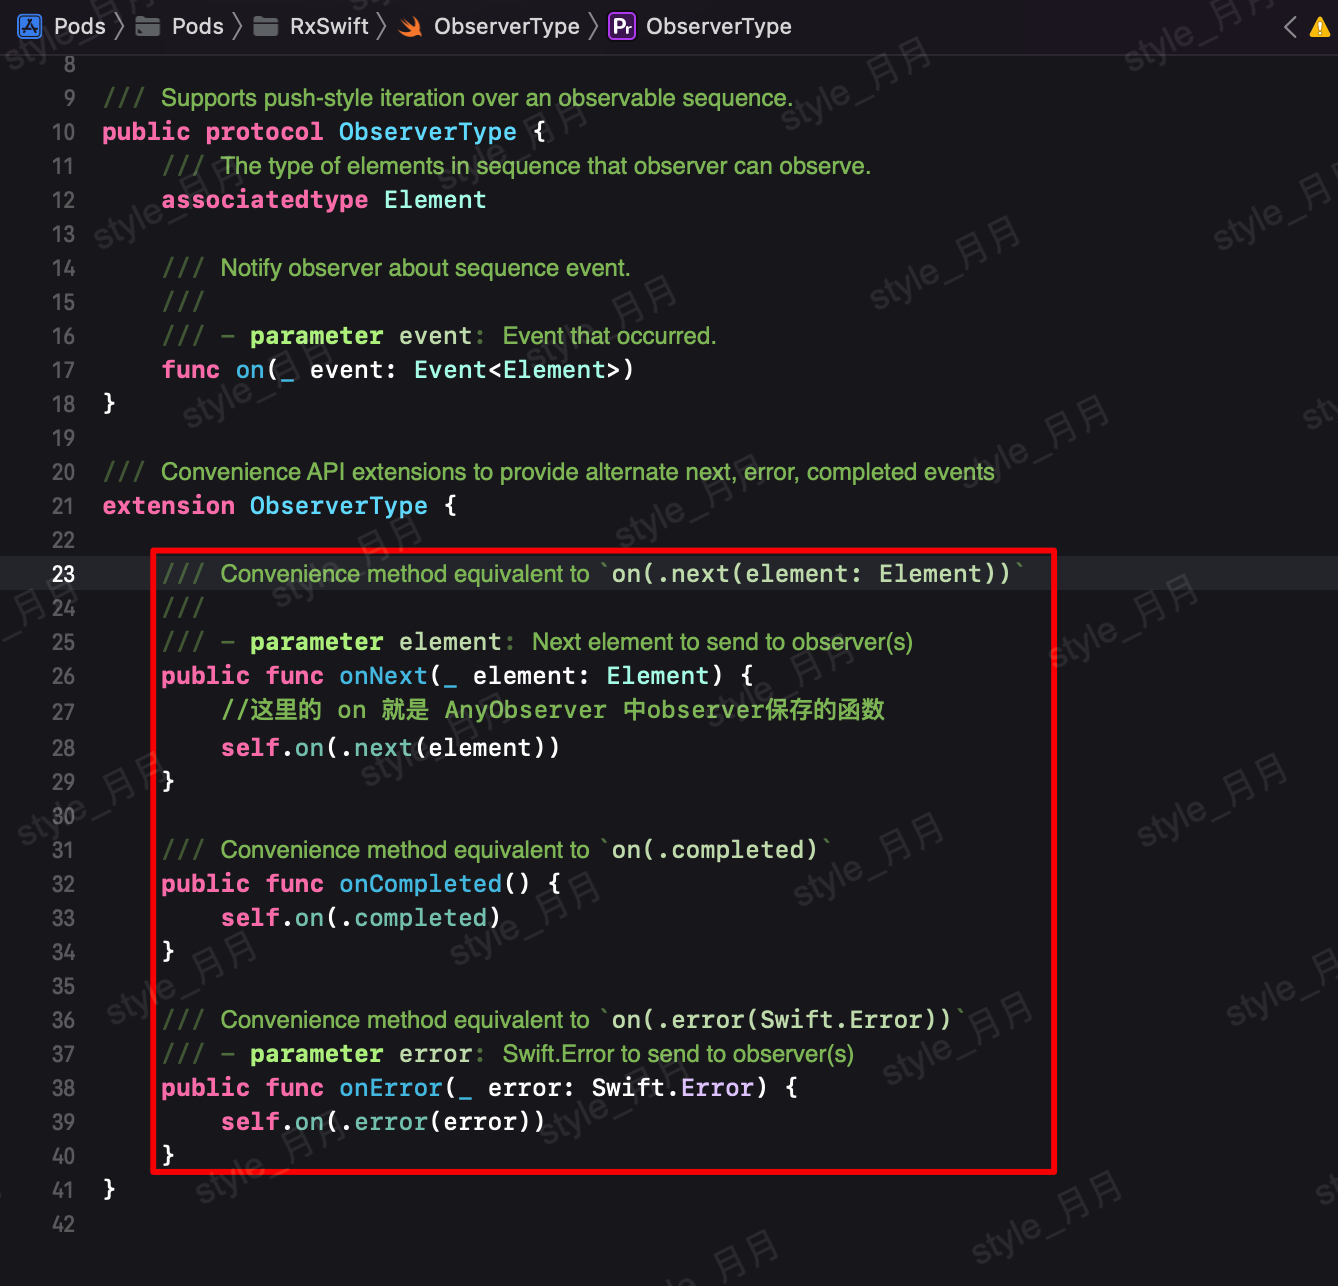 Pods 〉 Pods 〉 RxSwift 〉 ObserverType 〉 Pr ObserverType
8
9 /// Supports push-style iteration over an observable sequence.
10 public protocol ObserverType {
11 /// The type of elements in sequence that observer can observe.
12 associatedtype Element
13
14 /// Notify observer about sequence event.
15 ///
16 /// - parameter event: Event that occurred.
17 func on(_ event: Event<Element>)
18 }
19
20 /// Convenience API extensions to provide alternate next, error, completed events
21 extension ObserverType {
22
23 /// Convenience method equivalent to `on(.next(element: Element))`
24 ///
25 /// - parameter element: Next element to send to observer(s)
26 public func onNext(_ element: Element) {
27 //这里的 on 就是 AnyObserver 中observer保存的函数
28 self.on(.next(element))
29 }
30
31 /// Convenience method equivalent to `on(.completed)`
32 public func onCompleted() {
33 self.on(.completed)
34 }
35
36 /// Convenience method equivalent to `on(.error(Swift.Error))`
37 /// - parameter error: Swift.Error to send to observer(s)
38 public func onError(_ error: Swift.Error) {
39 self.on(.error(error))
40 }
41 }
42
style_月月